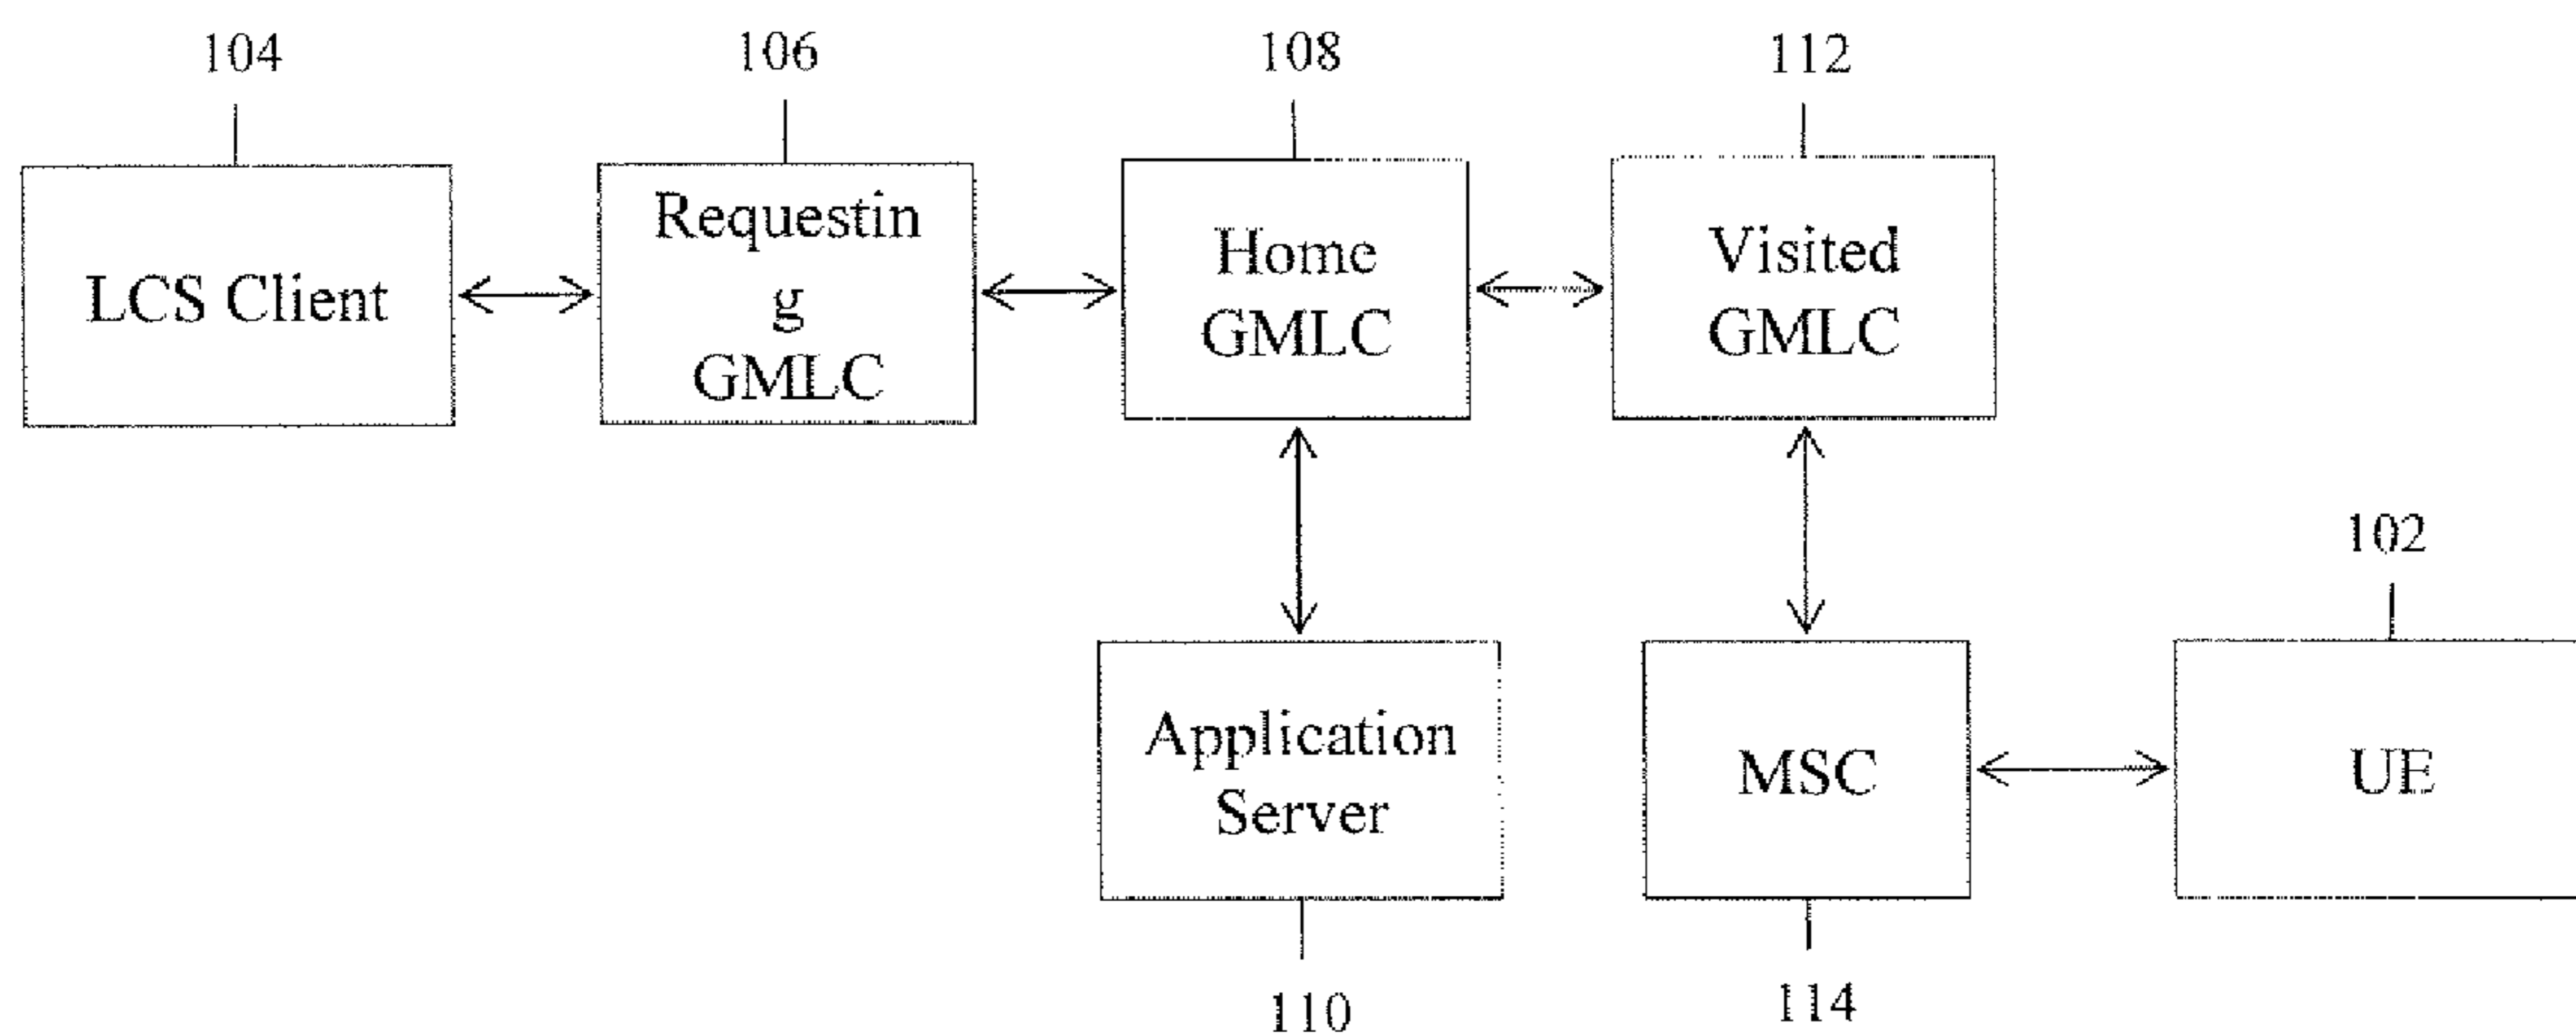 104
106
108
112
LCS Client
Requestin
g
GMLC
Home
GMLC
Visited
GMLC
102
Application
Server
MSC
UE
110
114